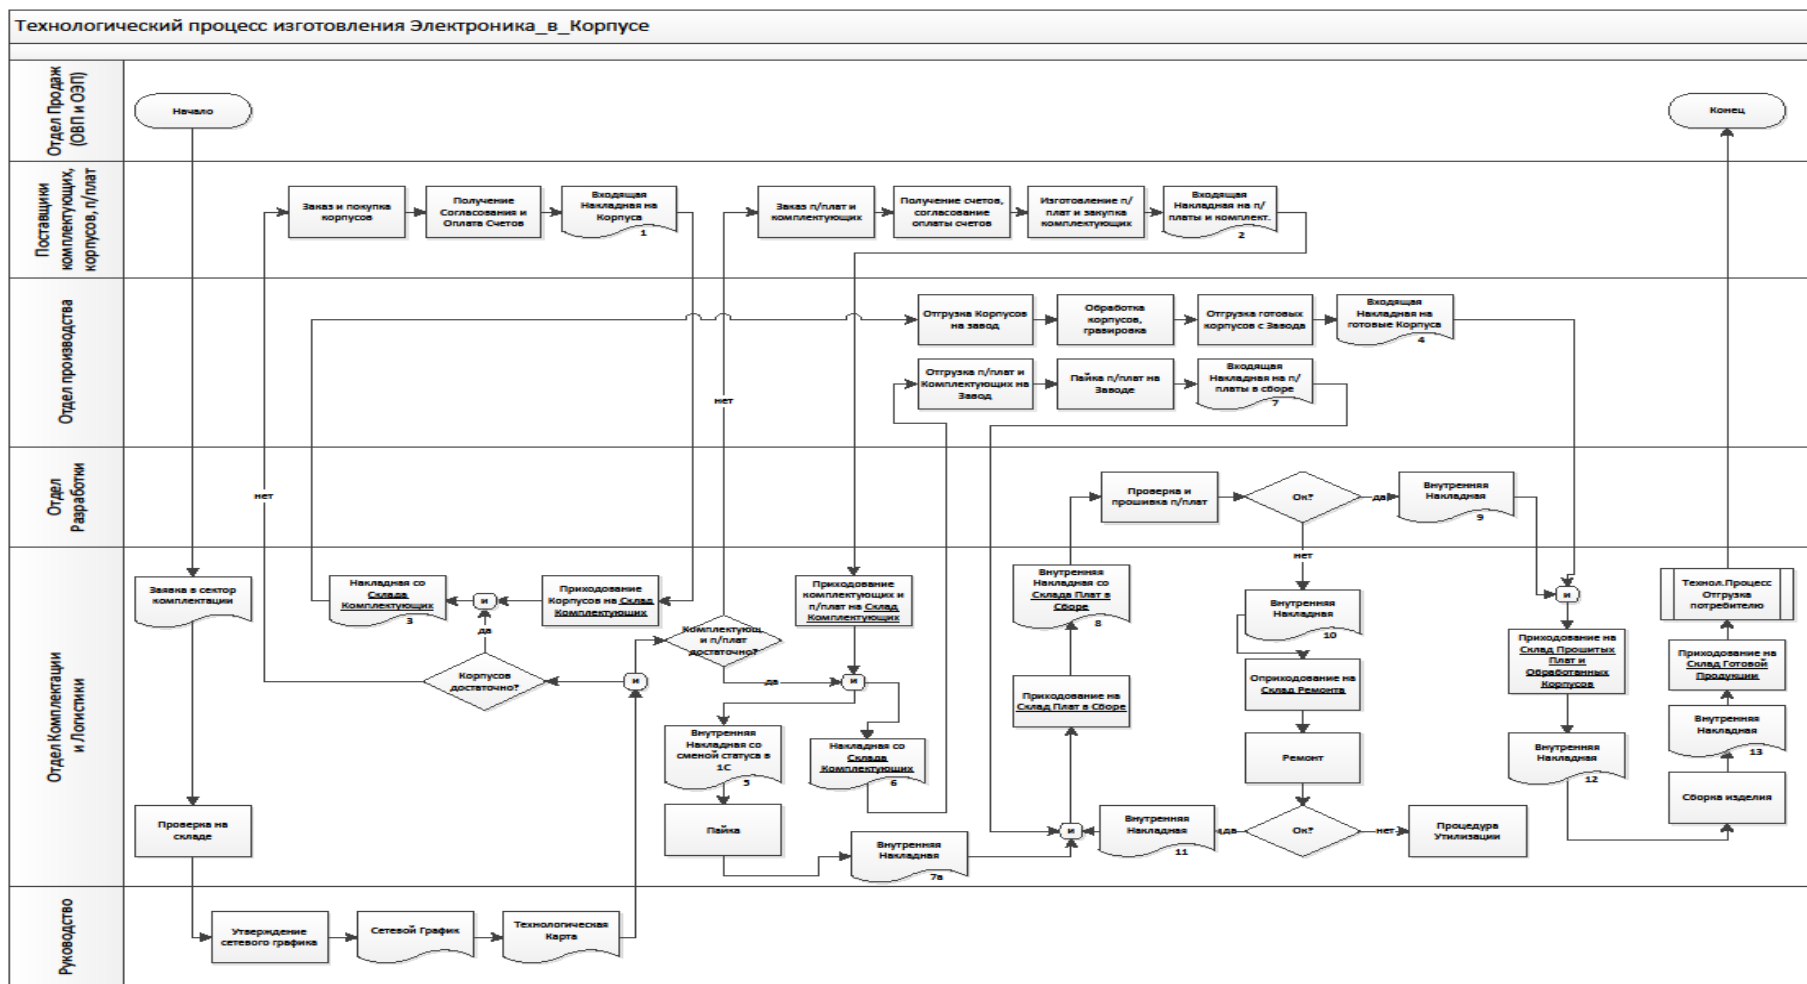 Технологический процесс изготовления Электроника_в_Корпусе
Отдел Продаж
(ОВП и ОЭП)
Начало
Конец
Поставщики
комплектующих,
корпусов, п/плат
Заказ и покупка
корпусов
Получение
Согласования и
Оплата Счетов
Входящая
Накладная на
Корпуса
1
Заказ п/плат и
комплектующих
Получение счетов,
согласование
оплаты счетов
Изготовление п/
плат и закупка
комплектующих
Входящая
Накладная на п/
платы и комплект.
2
Отдел производства
Отгрузка Корпусов
на завод
Обработка
корпусов,
гравировка
Отгрузка готовых
корпусов с Завода
Входящая
Накладная на
готовые Корпуса
4
Отгрузка п/плат и
Комплектующих на
Завод
Пайка п/плат на
Заводе
Входящая
Накладная на п/
платы в сборе
7
нет
Отдел
Разработки
нет
Проверка и
прошивка п/плат
Ок?
да
Внутренняя
Накладная
9
нет
Отдел Комплектации
и Логистики
Заявка в сектор
комплектации
Накладная со
Склада
Комплектующих
3
и
Приходование
Корпусов на Склад
Комплектующих
да
Корпусов
достаточно?
и
Комплектующ.
и п/плат
достаточно?
да
Приходование
комплектующих и
п/плат на Склад
Комплектующих
и
Внутренняя
Накладная со
сменой статуса в
1С
5
Накладная со
Склада
Комплектующих
6
Пайка
Внутренняя
Накладная
7а
Внутренняя
Накладная со
Склада Плат в
Сборе
8
Приходование на
Склад Плат в Сборе
и
Внутренняя
Накладная
10
Оприходование на
Склад Ремонта
Ремонт
Ок?
да
Внутренняя
Накладная
11
нет
Процедура
Утилизации
и
Приходование на
Склад Прошитых
Плат и
Обработанных
Корпусов
Внутренняя
Накладная
12
Технол.Процесс
Отгрузка
потребителю
Приходование на
Склад Готовой
Продукции
Внутренняя
Накладная
13
Сборка изделия
Проверка на
складе
Руководство
Утверждение
сетевого графика
Сетевой График
Технологическая
Карта